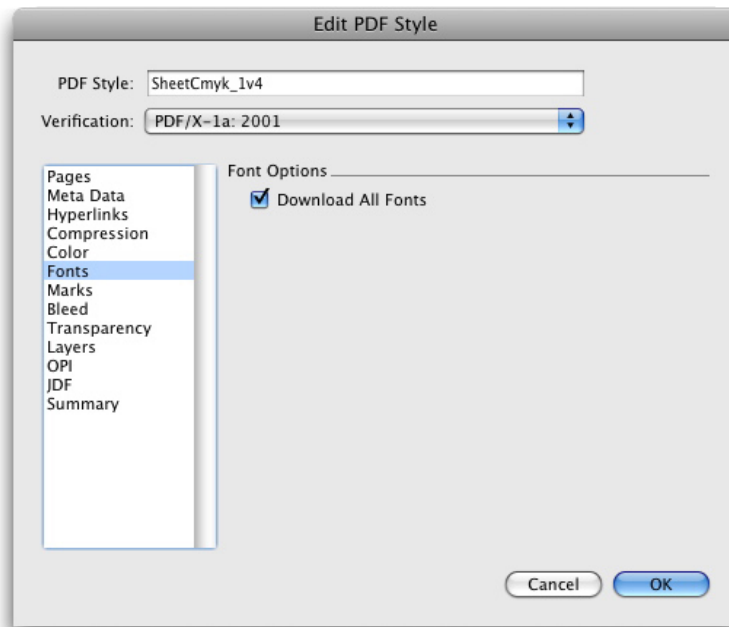 Edit PDF Style
PDF Style: SheetCmyk_1v4
Verification: PDF/X-1a: 2001
Pages
Meta Data
Hyperlinks
Compression
Color
Fonts
Marks
Bleed
Transparency
Layers
OPI
JDF
Summary
Font Options
Download All Fonts
Cancel OK